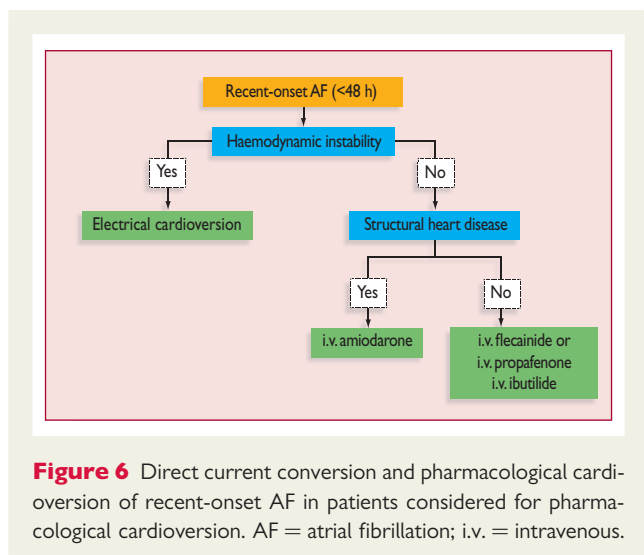 Recent-onset AF (<48 h)
Haemodynamic instability
Yes
No
Electrical cardioversion
Structural heart disease
Yes
No
i.v. amiodarone
i.v. flecainide or
i.v. propafenone
i.v. ibutilide
Figure 6 Direct current conversion and pharmacological cardi-
oversion of recent-onset AF in patients considered for pharma-
cological cardioversion. AF = atrial fibrillation; i.v. = intravenous.